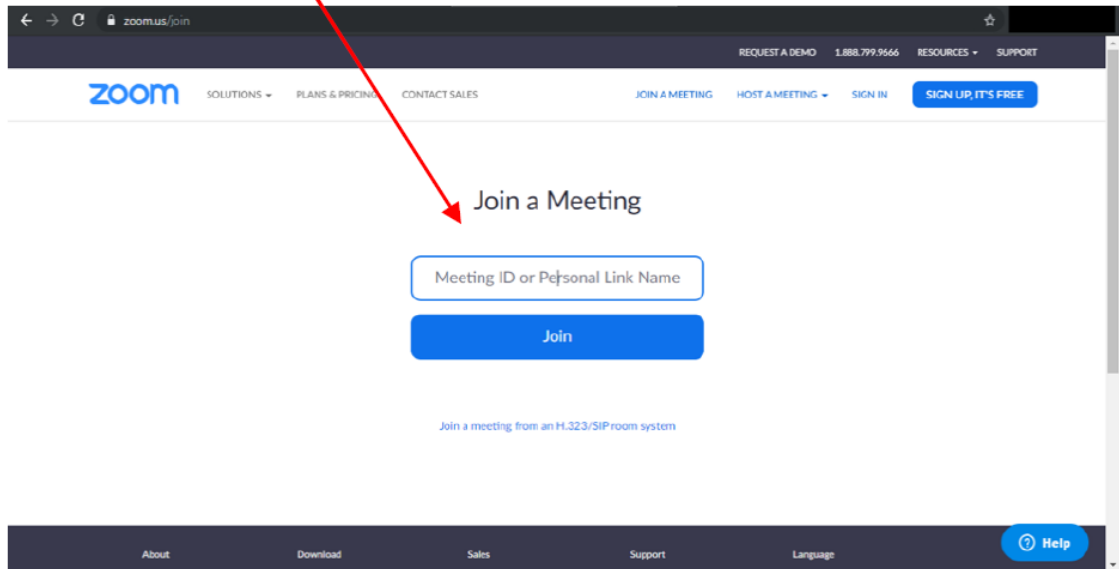 zoom.us/join
REQUEST A DEMO 1.888.799.9666 RESOURCES SUPPORT
zoom SOLUTIONS PLANS & PRICING CONTACT SALES JOIN A MEETING HOST A MEETING SIGN IN SIGN UP, IT'S FREE
Join a Meeting
Meeting ID or Personal Link Name
Join
Join a meeting from an H.323/SIP room system
About Download Sales Support Language
Help